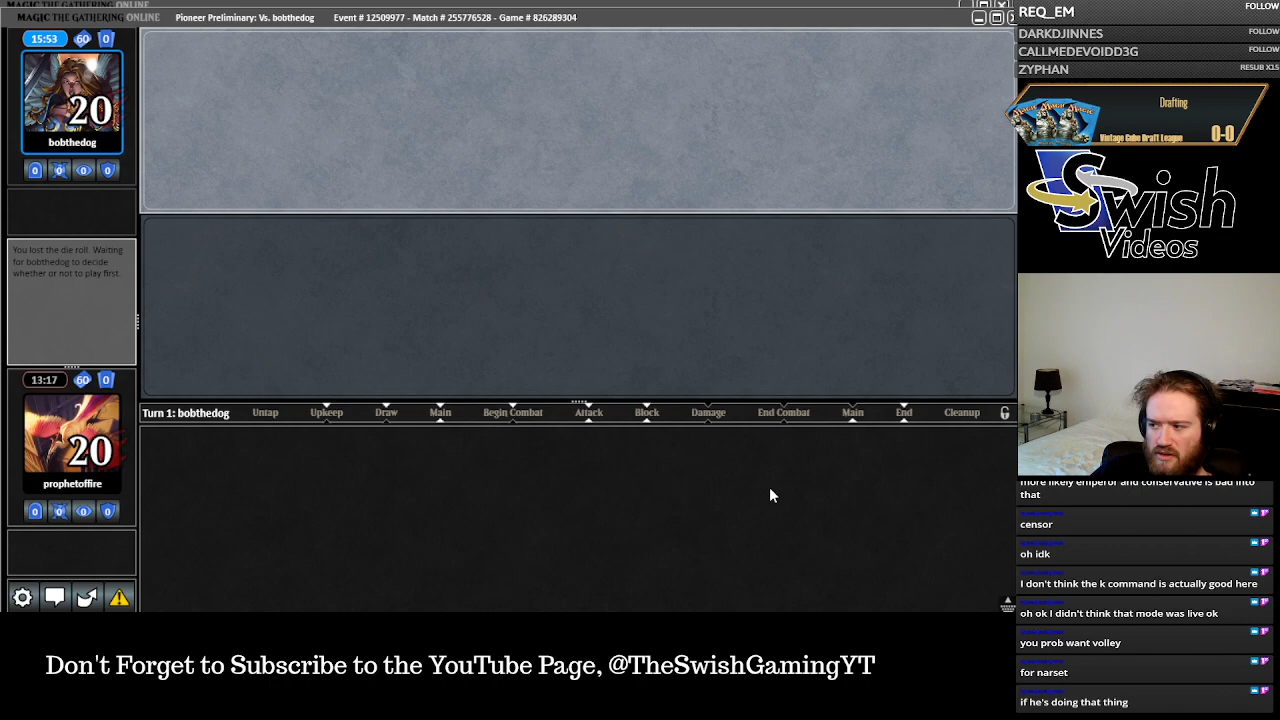 MAGIC THE GATHERING ONLINE
MAGIC THE GATHERING ONLINE Pioneer Preliminary: Vs. bobthedog Event # 12509977 - Match # 255776528 - Game # 826289304
15:53 60 0
20
bobthedog
0 0 0 0
You lost the die roll. Waiting
for bobthedog to decide
whether or not to play first.
13:17 60 0
20
prophetoffire
0 0 0 0
Turn 1: bobthedog Untap Upkeep Draw Main Begin Combat Attack Block Damage End Combat Main End Cleanup
REQ_EM FOLLOW
DARKDJINNES FOLLOW
CALLMEDEVOIDD3G FOLLOW
ZYPHAN RESUB X15
Drafting
Vintage Cube Draft League 0-0
Swish
Videos
more likely emperor and conservative is bad into
that
censor
oh idk
I don't think the k command is actually good here
oh ok I didn't think that mode was live ok
you prob want volley
for narset
if he's doing that thing
Don't Forget to Subscribe to the YouTube Page, @TheSwishGamingYT